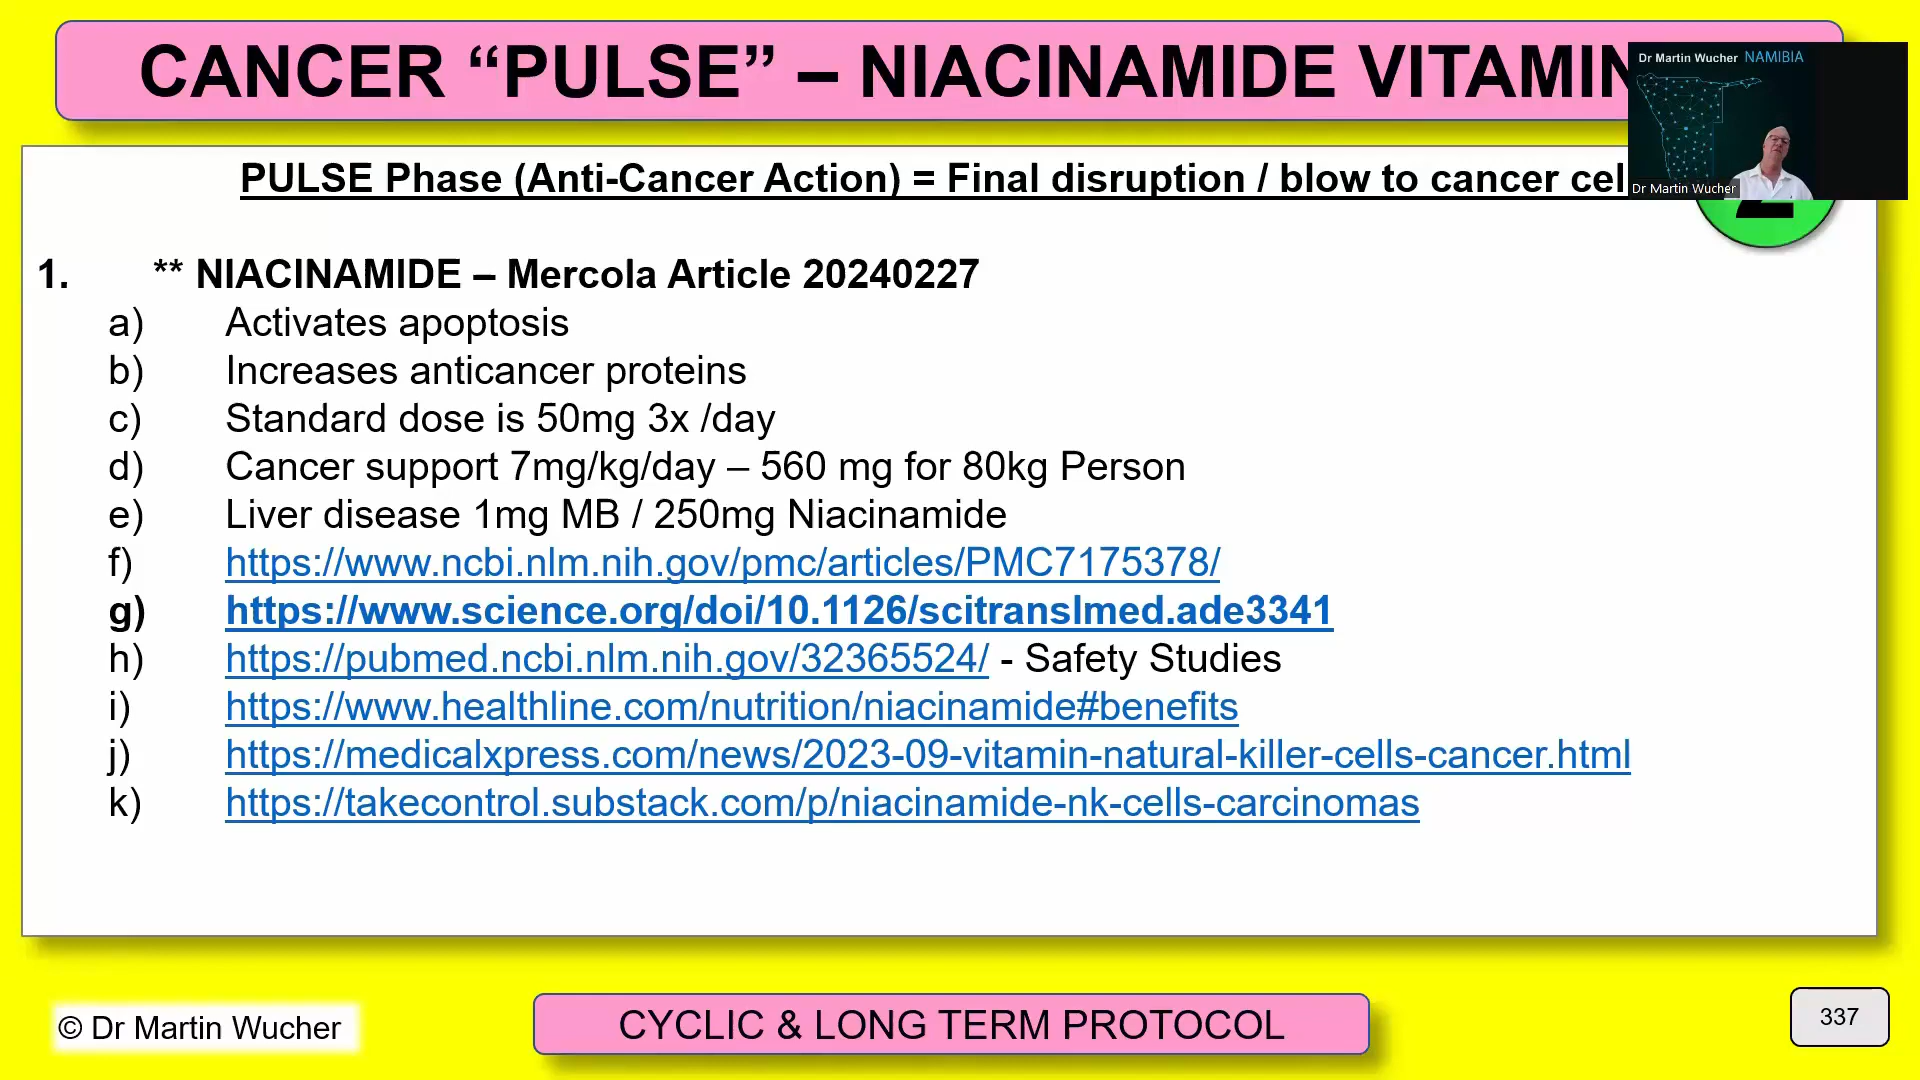 CANCER “PULSE” – NIACINAMIDE VITAMIN
Dr Martin Wucher NAMIBIA
Dr Martin Wucher
PULSE Phase (Anti-Cancer Action) = Final disruption / blow to cancer cel
1. ** NIACINAMIDE – Mercola Article 20240227
a) Activates apoptosis
b) Increases anticancer proteins
c) Standard dose is 50mg 3x /day
d) Cancer support 7mg/kg/day – 560 mg for 80kg Person
e) Liver disease 1mg MB / 250mg Niacinamide
f) https://www.ncbi.nlm.nih.gov/pmc/articles/PMC7175378/
g) https://www.science.org/doi/10.1126/scitranslmed.ade3341
h) https://pubmed.ncbi.nlm.nih.gov/32365524/ - Safety Studies
i) https://www.healthline.com/nutrition/niacinamide#benefits
j) https://medicalxpress.com/news/2023-09-vitamin-natural-killer-cells-cancer.html
k) https://takecontrol.substack.com/p/niacinamide-nk-cells-carcinomas
© Dr Martin Wucher
CYCLIC & LONG TERM PROTOCOL
337